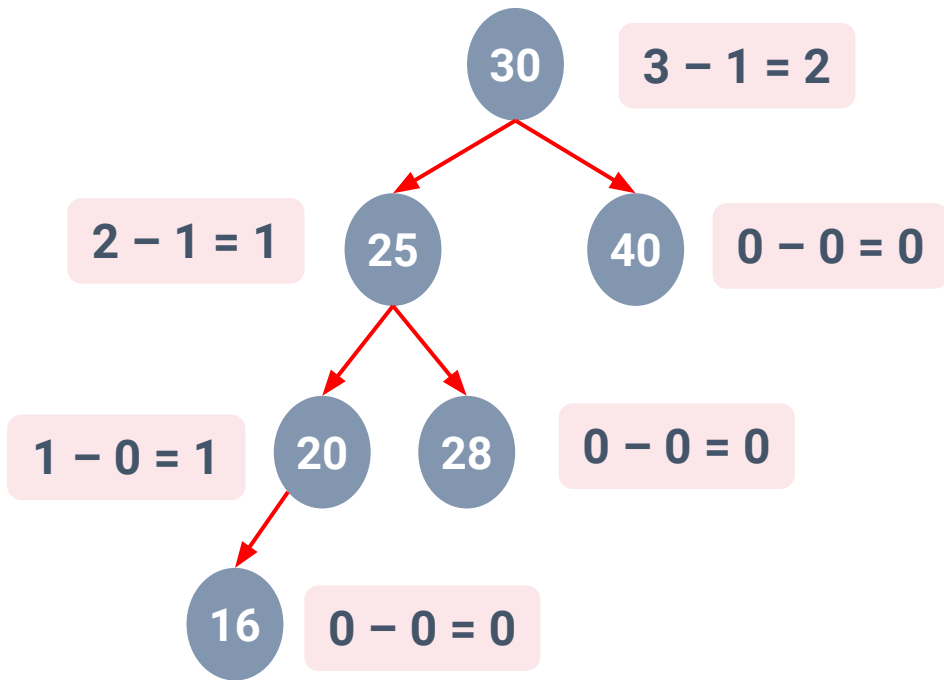 30
3 – 1 = 2
2 – 1 = 1
25
40
0 – 0 = 0
1 – 0 = 1
20
28
0 – 0 = 0
16
0 – 0 = 0